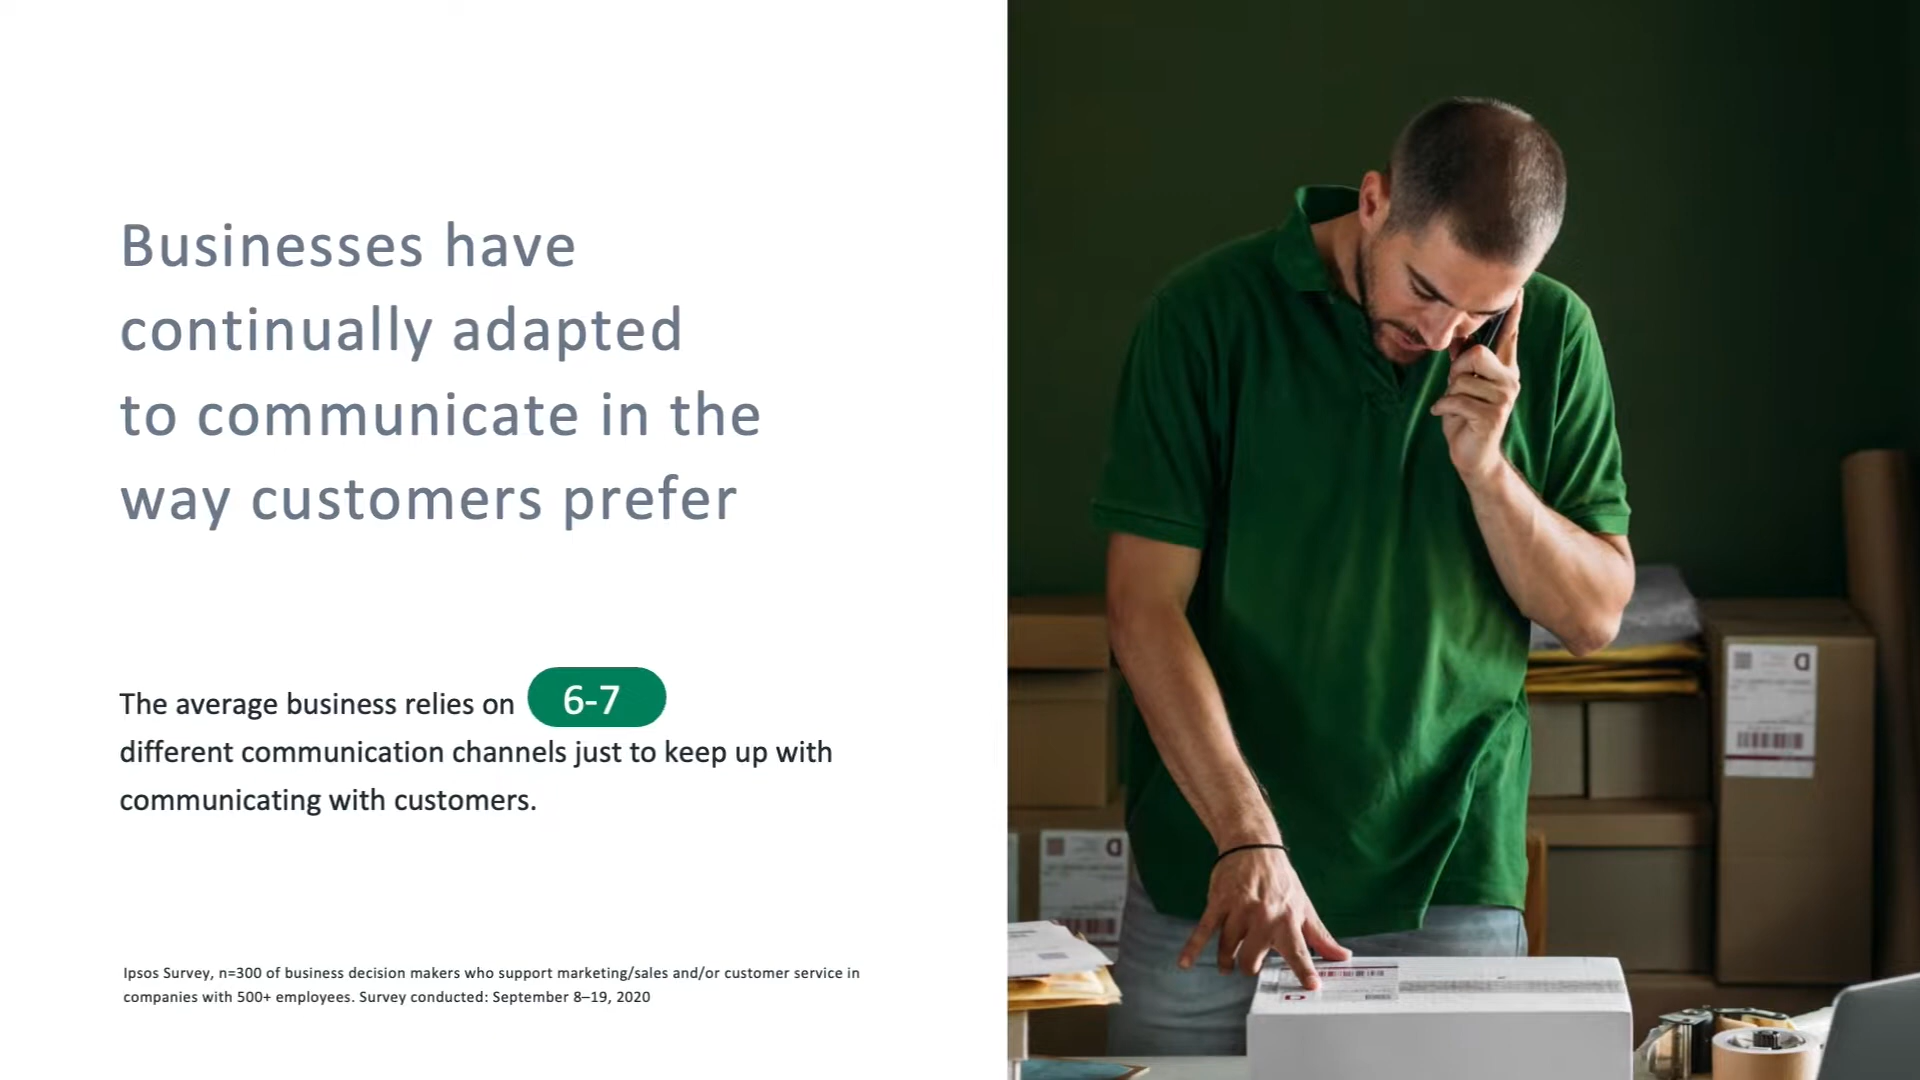 Businesses have
continually adapted
to communicate in the
way customers prefer
The average business relies on 6-7
different communication channels just to keep up with
communicating with customers.
Ipsos Survey, n=300 of business decision makers who support marketing/sales and/or customer service in
companies with 500+ employees. Survey conducted: September 8–19, 2020
D
D
D